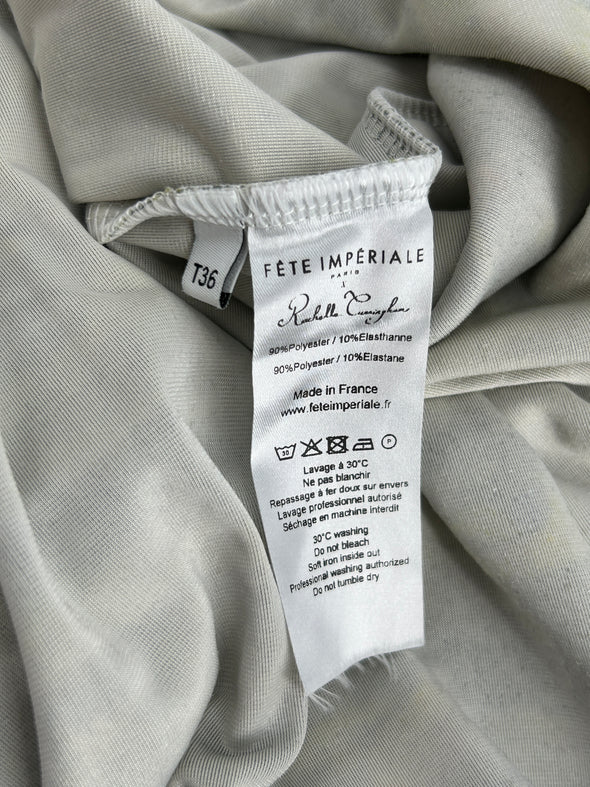 T36
FÊTE IMPÉRIALE
PARIS
X
Rachelle Cunningham
90%Polyester / 10%Elasthanne
90%Polyester / 10%Elastane
Made in France
www.feteimperiale.fr
30 P
Lavage à 30°C
Ne pas blanchir
Repassage à fer doux sur envers
Lavage professionnel autorisé
Séchage en machine interdit
30°C washing
Do not bleach
Soft iron inside out
Professional washing authorized
Do not tumble dry